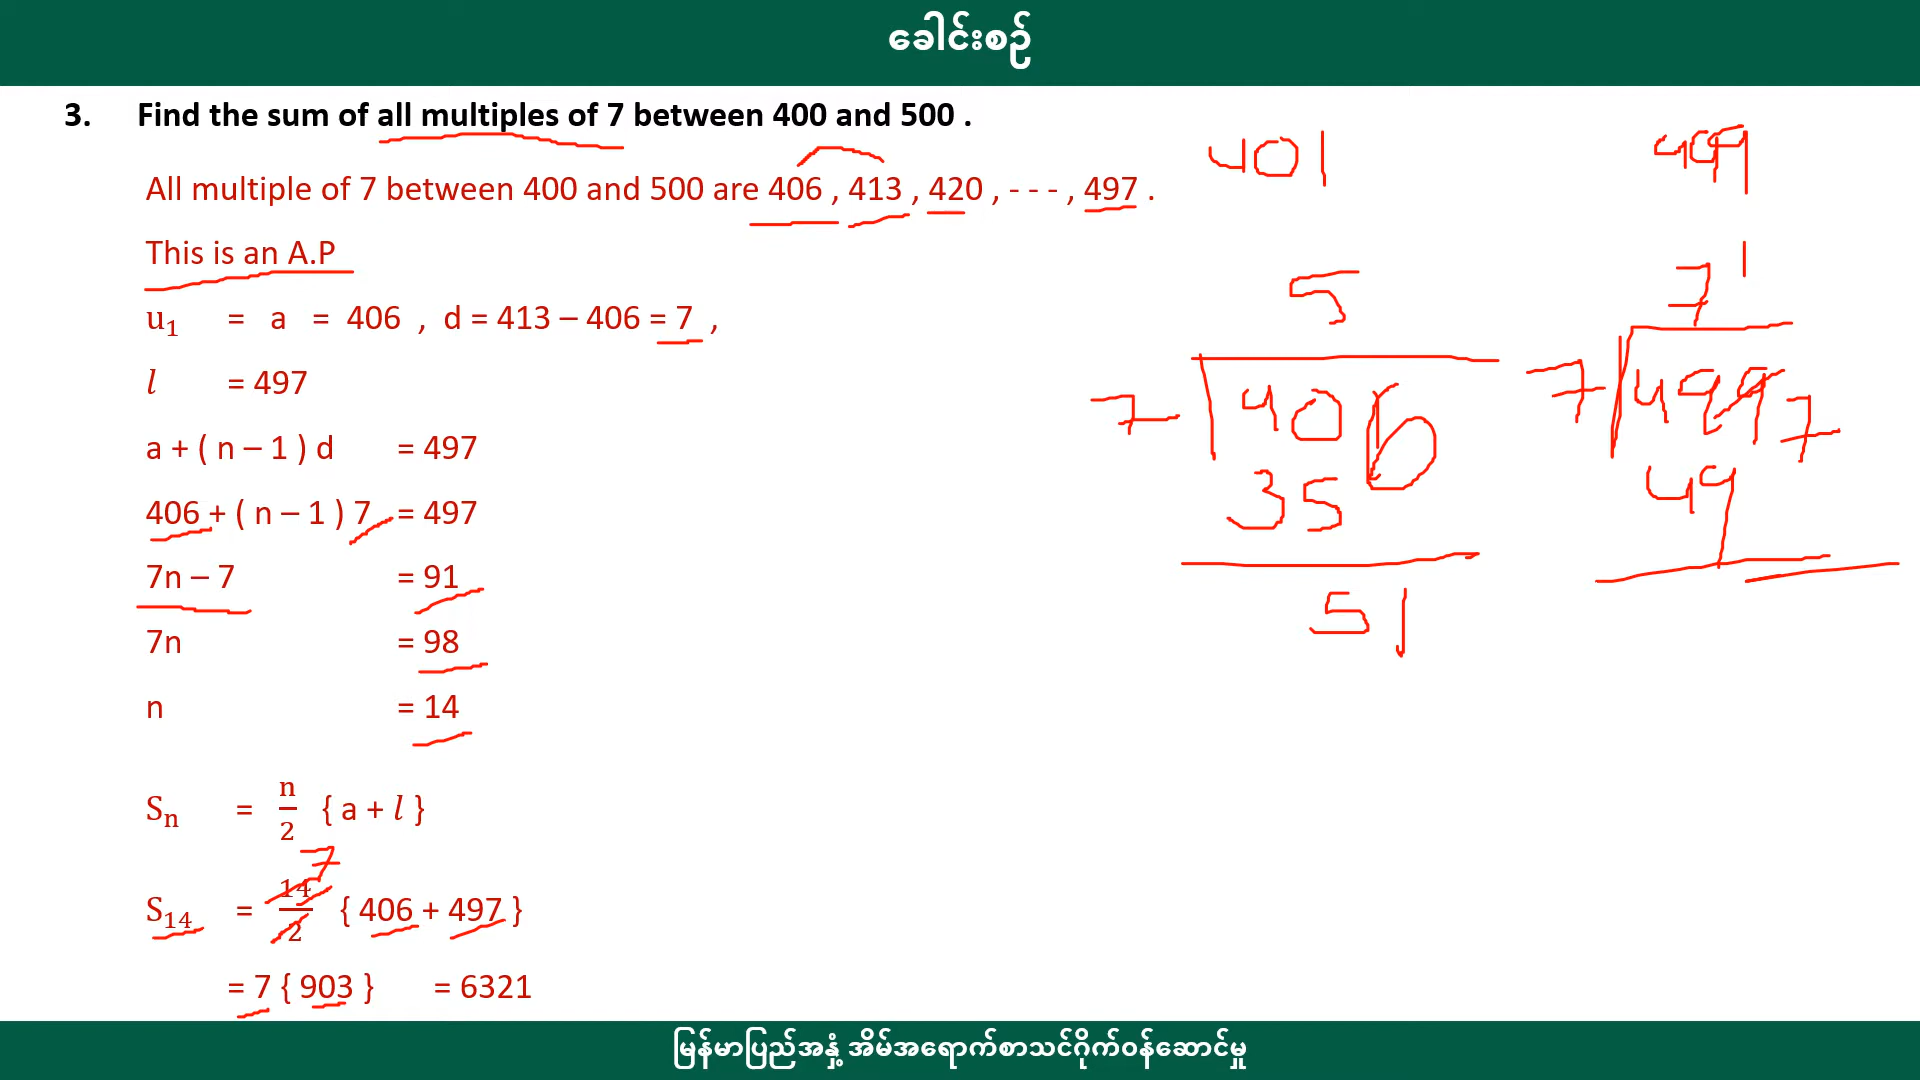 ခေါင်းစဉ်
3. Find the sum of all multiples of 7 between 400 and 500 .
All multiple of 7 between 400 and 500 are 406 , 413 , 420 , - - - , 497 .
This is an A.P
u₁ = a = 406 , d = 413 – 406 = 7 ,
l = 497
a + ( n – 1 ) d = 497
406 + ( n – 1 ) 7 = 497
7n – 7 = 91
7n = 98
n = 14
Sₙ = n/2 { a + l }
7
S₁₄ = 14/2 { 406 + 497 }
= 7 { 903 } = 6321
401
499
5
7 406
35
51
71
7 499 7
49
မြန်မာပြည်အနှံ့ အိမ်အရောက်စာသင်ဂိုက်ဝန်ဆောင်မှု